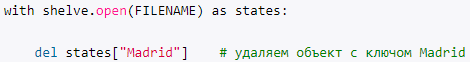 with shelve.open(FILENAME) as states:
    del states["Madrid"]    # удаляем объект с ключом Madrid